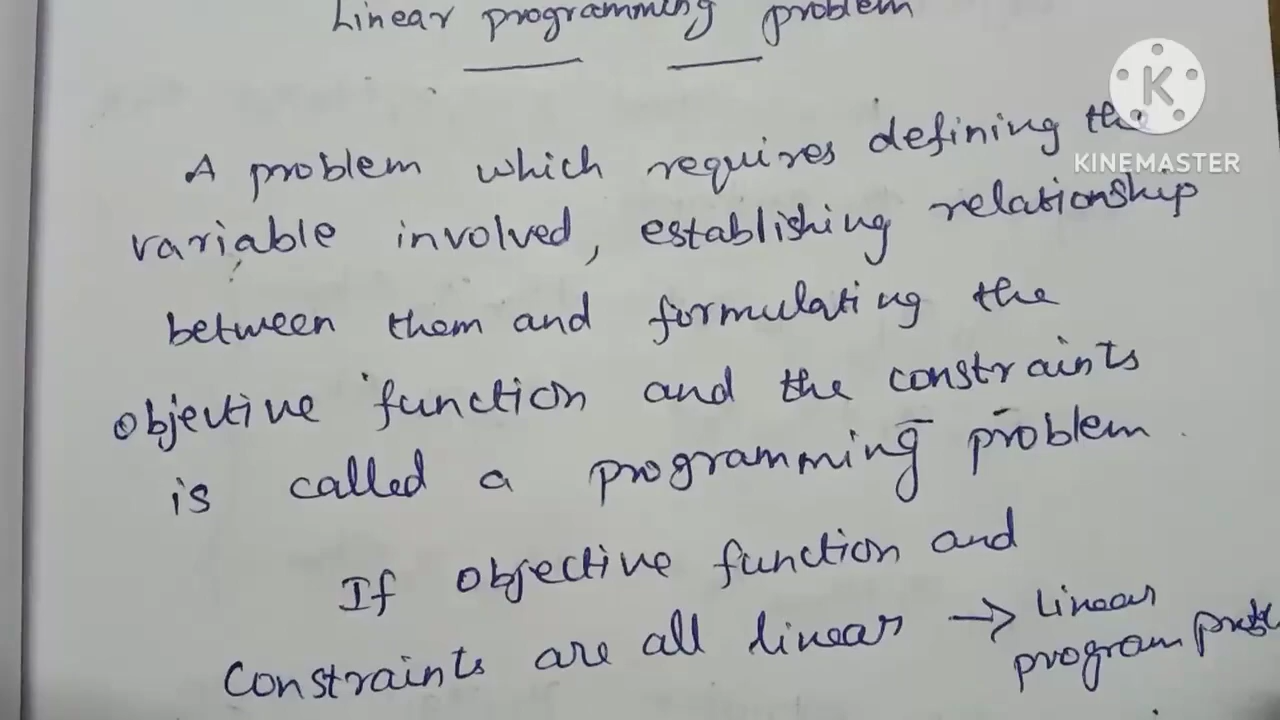 Linear programming problem
KINEMASTER
A problem which requires defining the
variable involved, establishing relationship
between them and formulating the
objective function and the constraints
is called a programming problem.
If objective function and
constraints are all linear → Linear
program